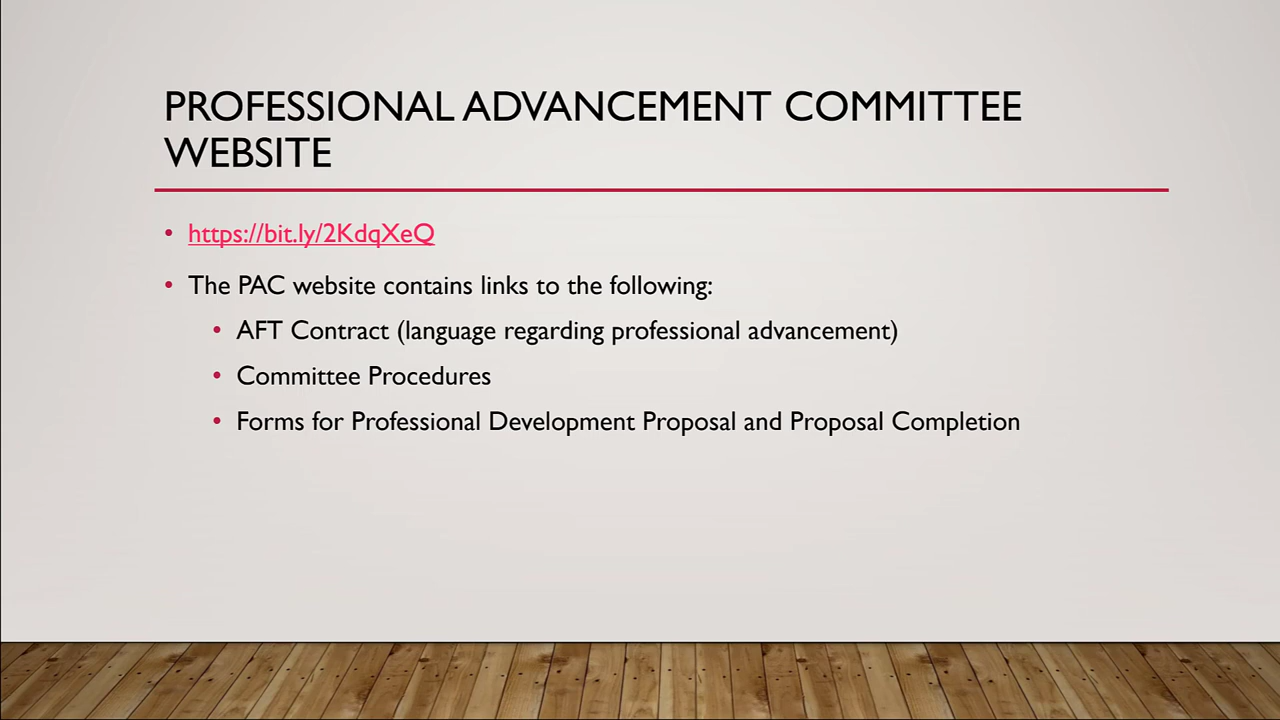 PROFESSIONAL ADVANCEMENT COMMITTEE
WEBSITE
• https://bit.ly/2KdqXeQ
• The PAC website contains links to the following:
• AFT Contract (language regarding professional advancement)
• Committee Procedures
• Forms for Professional Development Proposal and Proposal Completion